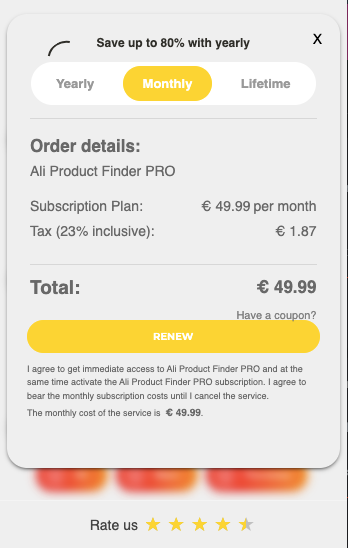 X
Save up to 80% with yearly
Yearly Monthly Lifetime
Order details:
Ali Product Finder PRO
Subscription Plan: € 49.99 per month
Tax (23% inclusive): € 1.87
Total: € 49.99
Have a coupon?
RENEW
I agree to get immediate access to Ali Product Finder PRO and at the
same time activate the Ali Product Finder PRO subscription. I agree to
bear the monthly subscription costs until I cancel the service.
The monthly cost of the service is € 49.99.
Rate us